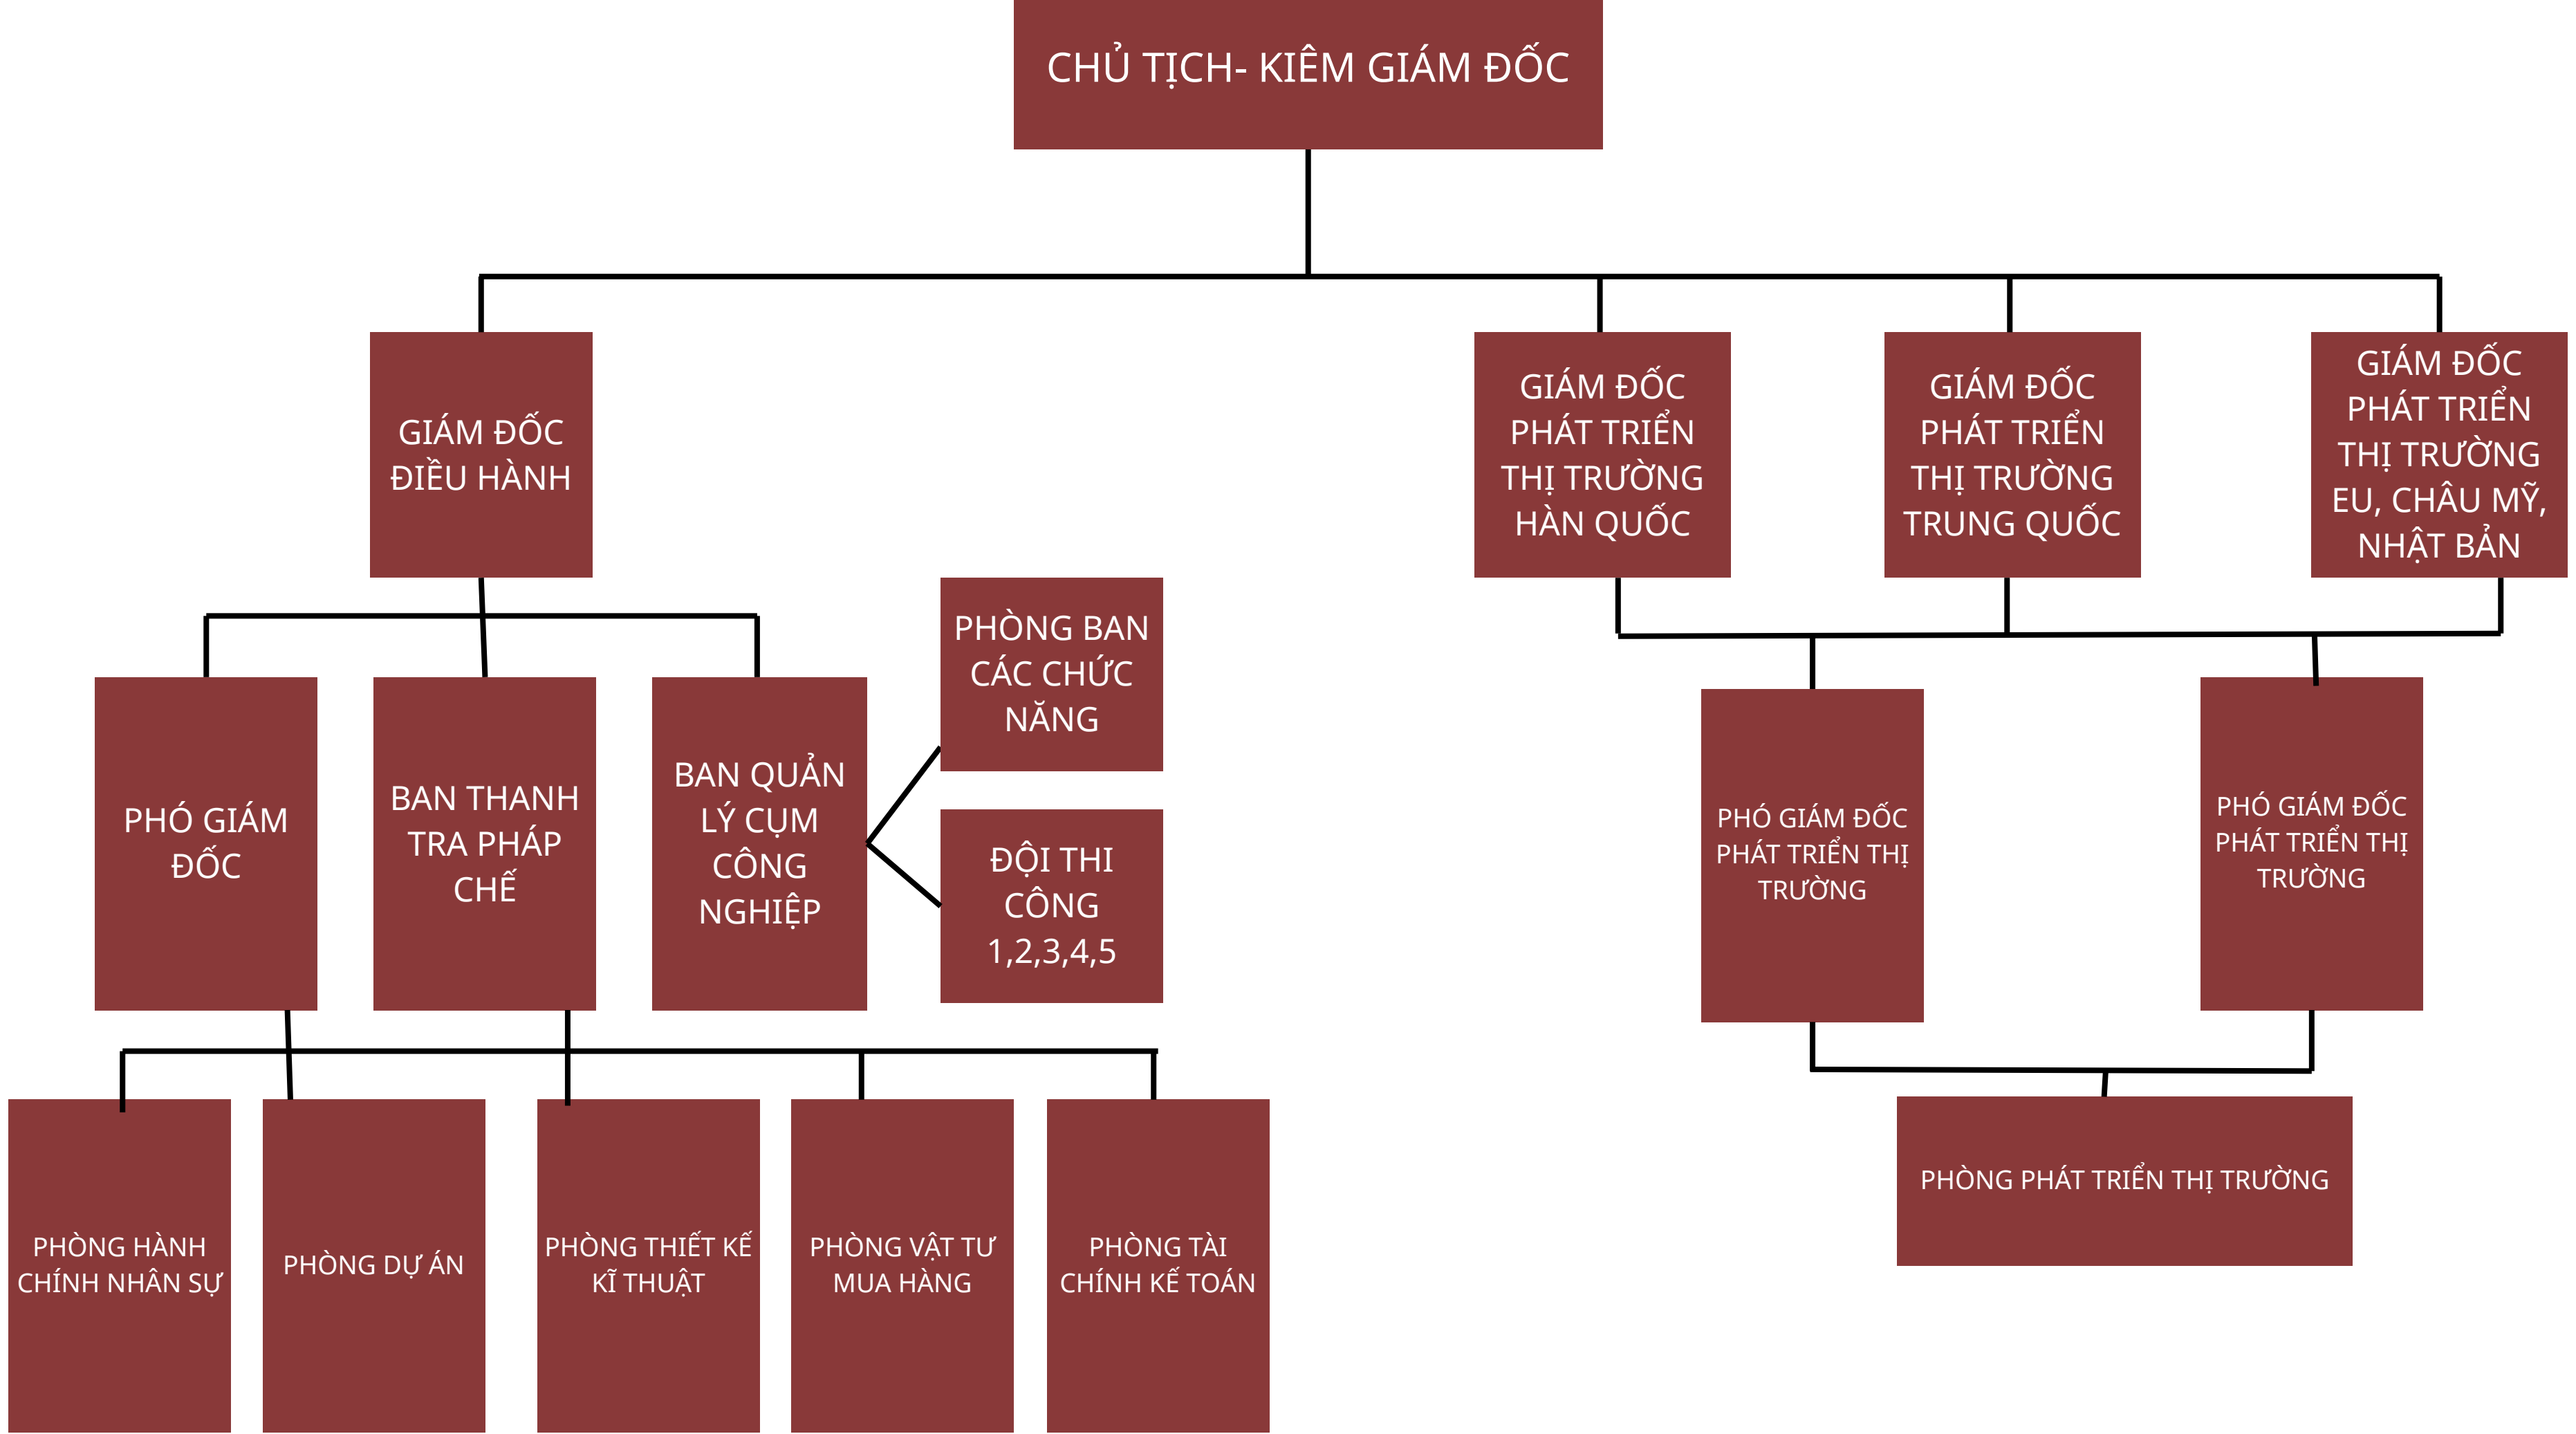 CHỦ TỊCH- KIÊM GIÁM ĐỐC
GIÁM ĐỐC
ĐIỀU HÀNH
GIÁM ĐỐC
PHÁT TRIỂN
THỊ TRƯỜNG
HÀN QUỐC
GIÁM ĐỐC
PHÁT TRIỂN
THỊ TRƯỜNG
TRUNG QUỐC
GIÁM ĐỐC
PHÁT TRIỂN
THỊ TRƯỜNG
EU, CHÂU MỸ,
NHẬT BẢN
PHÓ GIÁM
ĐỐC
BAN THANH
TRA PHÁP
CHẾ
BAN QUẢN
LÝ CỤM
CÔNG
NGHIỆP
PHÒNG BAN
CÁC CHỨC
NĂNG
ĐỘI THI
CÔNG
1,2,3,4,5
PHÓ GIÁM ĐỐC
PHÁT TRIỂN THỊ
TRƯỜNG
PHÓ GIÁM ĐỐC
PHÁT TRIỂN THỊ
TRƯỜNG
PHÒNG HÀNH
CHÍNH NHÂN SỰ
PHÒNG DỰ ÁN
PHÒNG THIẾT KẾ
KĨ THUẬT
PHÒNG VẬT TƯ
MUA HÀNG
PHÒNG TÀI
CHÍNH KẾ TOÁN
PHÒNG PHÁT TRIỂN THỊ TRƯỜNG